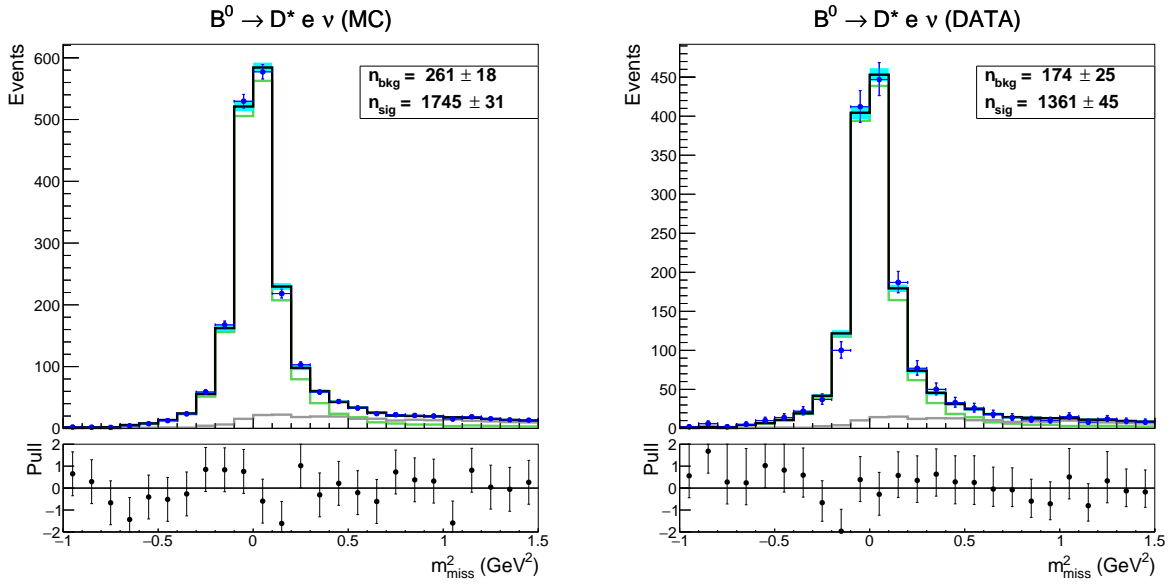 B⁰ → D* e ν (MC)
Events
600
500
400
300
200
100
0
n_bkg = 261 ± 18
n_sig = 1745 ± 31
Pull
2
1
0
−1
−2
−1 −0.5 0 0.5 1 1.5
m²_miss (GeV²)
B⁰ → D* e ν (DATA)
Events
450
400
350
300
250
200
150
100
50
0
n_bkg = 174 ± 25
n_sig = 1361 ± 45
Pull
2
1
0
−1
−2
−1 −0.5 0 0.5 1 1.5
m²_miss (GeV²)